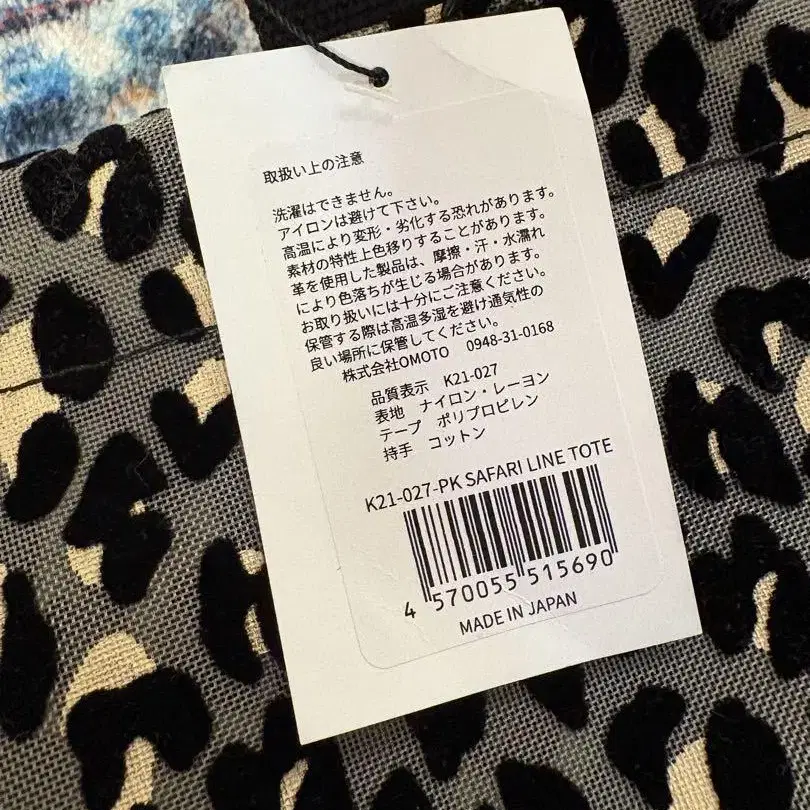 取扱い上の注意
洗濯はできません。
アイロンは避けて下さい。
高温により変形・劣化する恐れがあります。
素材の特性上色移りすることがあります。
革を使用した製品は、摩擦・汗・水濡れ
により色落ちが生じる場合があります。
お取り扱いには十分にご注意ください。
保管する際は高温多湿を避け通気性の
良い場所に保管してください。
株式会社OMOTO 0948-31-0168
品質表示 K21-027
表地 ナイロン・レーヨン
テープ ポリプロピレン
持手 コットン
K21-027-PK SAFARI LINE TOTE
4 570055 515690
MADE IN JAPAN